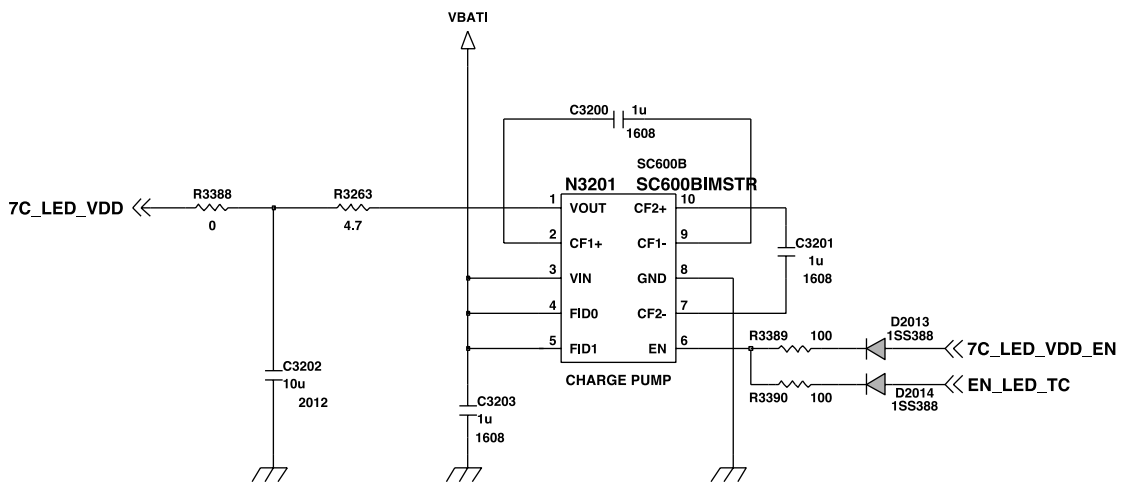 VBATI
C3200
1u
1608
SC600B
N3201 SC600BIMSTR
7C_LED_VDD
R3388
0
R3263
4.7
1 VOUT CF2+ 10
2 CF1+ CF1- 9
3 VIN GND 8
4 FID0 CF2- 7
5 FID1 EN 6
CHARGE PUMP
C3201
1u
1608
R3389 100
D2013
1SS388
7C_LED_VDD_EN
R3390 100
D2014
1SS388
EN_LED_TC
C3202
10u
2012
C3203
1u
1608